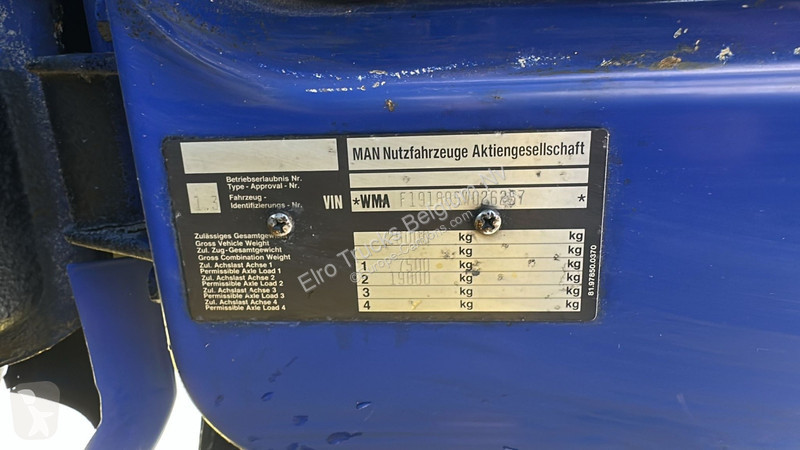 MAN Nutzfahrzeuge Aktiengesellschaft
Betriebserlaubnis Nr.
Type - Approval - Nr.
1.3 Fahrzeug -
Identifizierungs - Nr.
VIN *WMA *
Zulässiges Gesamtgewicht kg kg
Gross Vehicle Weight
Zul. Zug-Gesamtgewicht kg kg
Gross Combination Weight
Zul. Achslast Achse 1 1 kg kg
Permissible Axle Load 1
Zul. Achslast Achse 2 2 kg kg
Permissible Axle Load 2
Zul. Achslast Achse 3 3 kg kg
Permissible Axle Load 3
Zul. Achslast Achse 4 4 kg kg
Permissible Axle Load 4
81.97850.0370
Elro Trucks Belgium NV